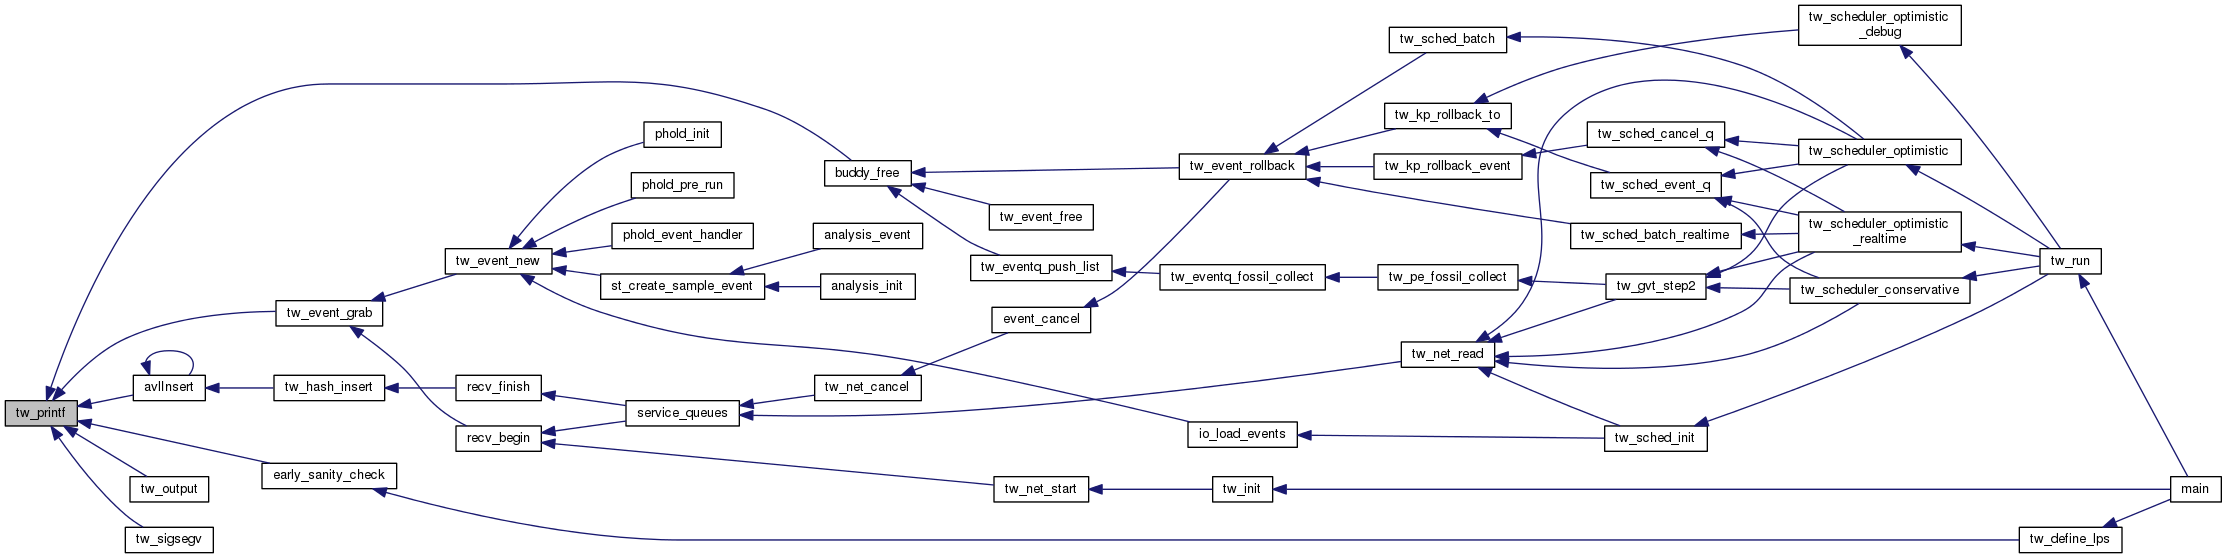 tw_scheduler_optimistic
_debug
tw_sched_batch
tw_kp_rollback_to
phold_init
tw_sched_cancel_q
tw_scheduler_optimistic
tw_event_rollback
tw_kp_rollback_event
buddy_free
phold_pre_run
tw_sched_event_q
tw_event_free
tw_scheduler_optimistic
_realtime
phold_event_handler
analysis_event
tw_sched_batch_realtime
tw_event_new
tw_run
tw_eventq_push_list
tw_eventq_fossil_collect
tw_pe_fossil_collect
st_create_sample_event
analysis_init
tw_gvt_step2
tw_scheduler_conservative
tw_event_grab
event_cancel
tw_net_read
avlInsert
tw_hash_insert
recv_finish
tw_net_cancel
tw_printf
service_queues
recv_begin
io_load_events
tw_sched_init
early_sanity_check
tw_output
tw_net_start
tw_init
main
tw_sigsegv
tw_define_lps